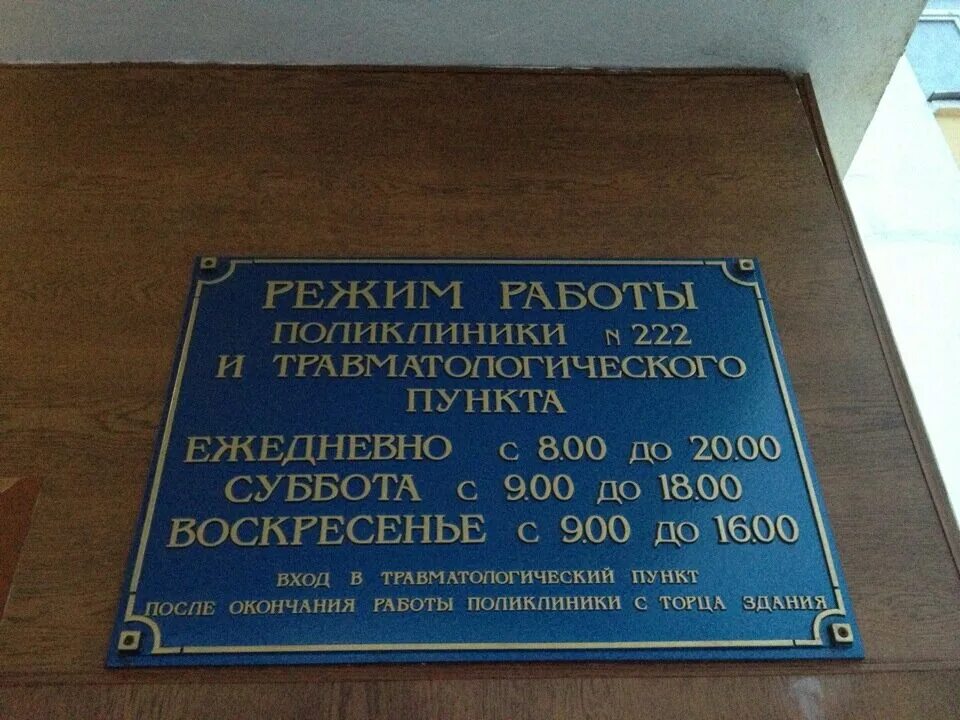 РЕЖИМ РАБОТЫ
ПОЛИКЛИНИКИ N 222
И ТРАВМАТОЛОГИЧЕСКОГО
ПУНКТА
ЕЖЕДНЕВНО С 8.00 ДО 20.00
СУББОТА С 9.00 ДО 18.00
ВОСКРЕСЕНЬЕ С 9.00 ДО 16.00
ВХОД В ТРАВМАТОЛОГИЧЕСКИЙ ПУНКТ
ПОСЛЕ ОКОНЧАНИЯ РАБОТЫ ПОЛИКЛИНИКИ С ТОРЦА ЗДАНИЯ